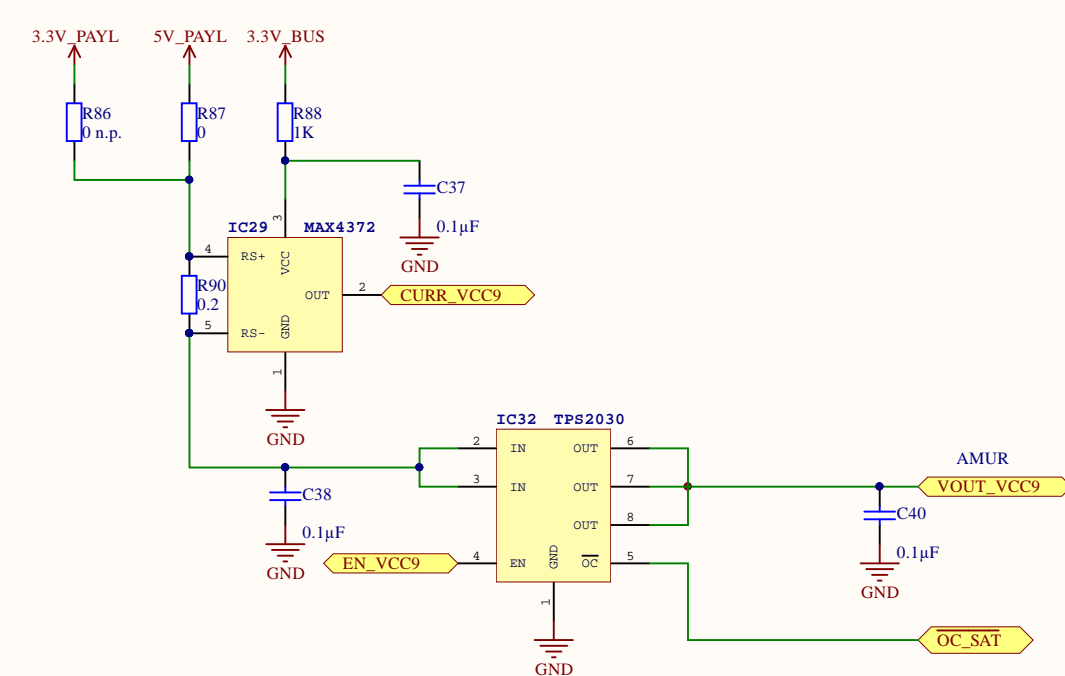 3.3V_PAYL 5V_PAYL 3.3V_BUS
R86 R87 R88
0 n.p. 0 1K
C37
0.1µF
GND
IC29 MAX4372
3
4 RS+ VCC
R90
0.2
OUT 2 CURR_VCC9
5 RS- GND
1
GND
IC32 TPS2030
2 IN OUT 6
3 IN OUT 7
OUT 8
4 EN GND OC 5
1
GND
C38
0.1µF
GND
EN_VCC9
AMUR
VOUT_VCC9
C40
0.1µF
GND
OC_SAT